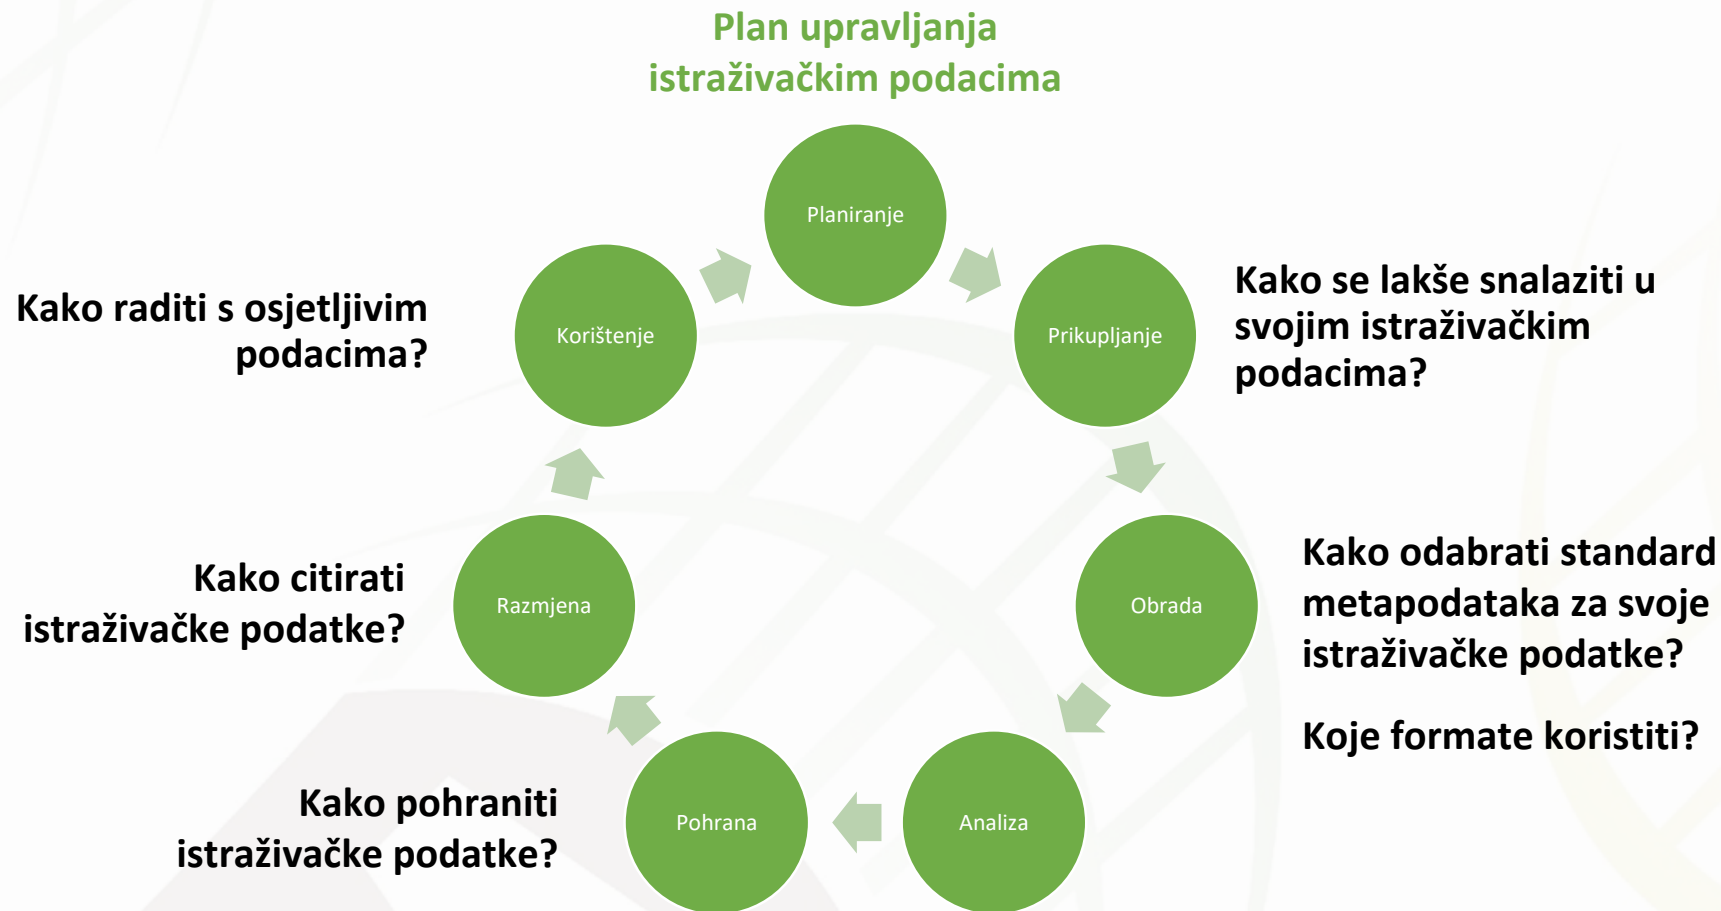 Plan upravljanja
istraživačkim podacima
Planiranje
Prikupljanje
Kako se lakše snalaziti u
svojim istraživačkim
podacima?
Obrada
Kako odabrati standard
metapodataka za svoje
istraživačke podatke?
Koje formate koristiti?
Analiza
Pohrana
Kako pohraniti
istraživačke podatke?
Razmjena
Kako citirati
istraživačke podatke?
Korištenje
Kako raditi s osjetljivim
podacima?